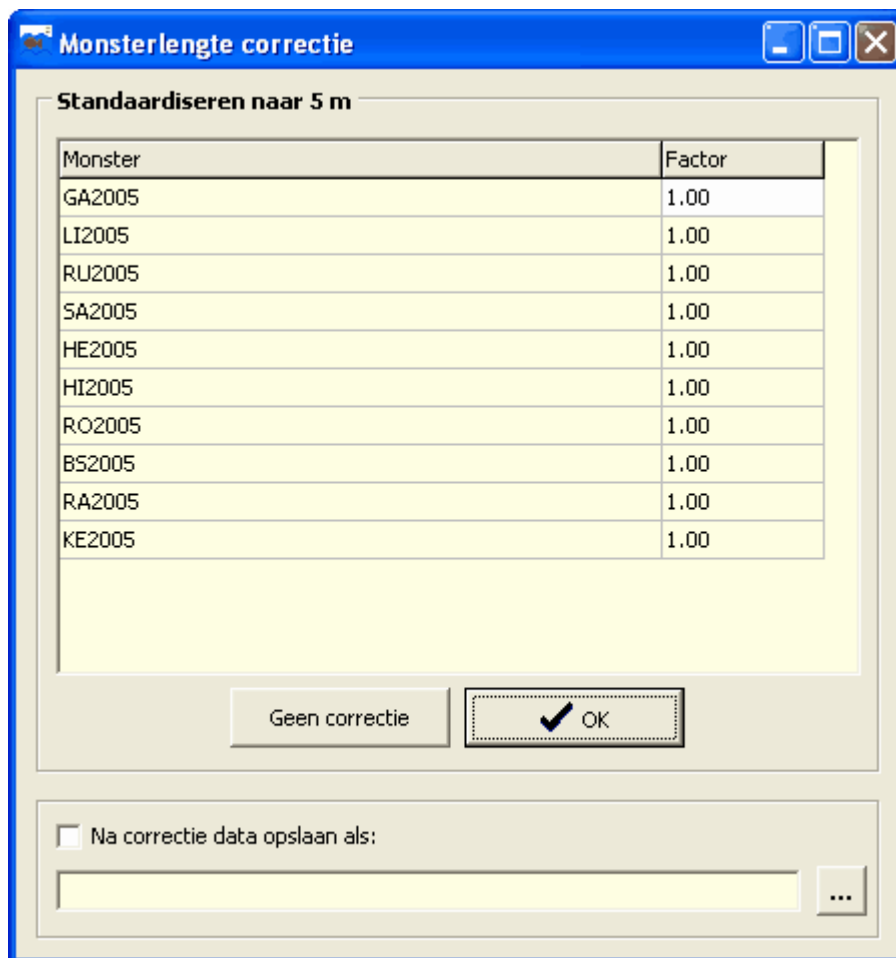 Monsterlengte correctie
Standaardiseren naar 5 m
Monster Factor
GA2005 1.00
LI2005 1.00
RU2005 1.00
SA2005 1.00
HE2005 1.00
HI2005 1.00
RO2005 1.00
BS2005 1.00
RA2005 1.00
KE2005 1.00
Geen correctie OK
Na correctie data opslaan als:
...